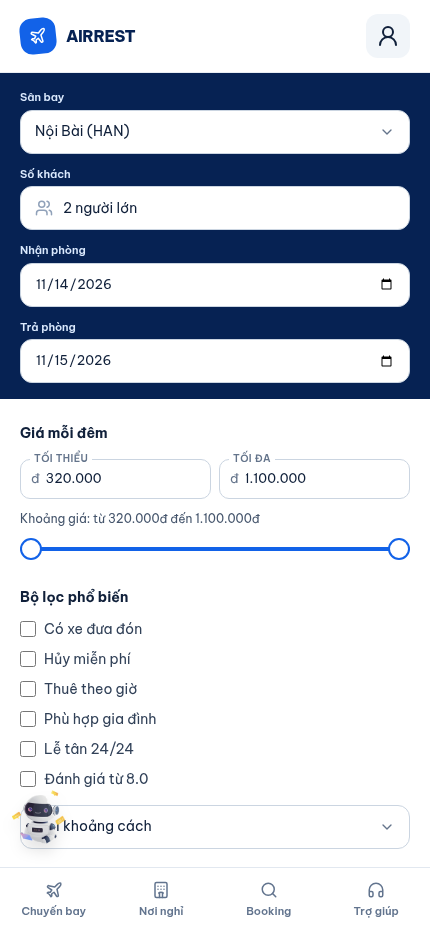 AIRREST
Sân bay
Nội Bài (HAN)
Số khách
2 người lớn
Nhận phòng
11/14/2026
Trả phòng
11/15/2026
Giá mỗi đêm
TỐI THIỂU
đ 320.000
TỐI ĐA
đ 1.100.000
Khoảng giá: từ 320.000đ đến 1.100.000đ
Bộ lọc phổ biến
Có xe đưa đón
Hủy miễn phí
Thuê theo giờ
Phù hợp gia đình
Lễ tân 24/24
Đánh giá từ 8.0
khoảng cách
Chuyến bay
Nơi nghỉ
Booking
Trợ giúp